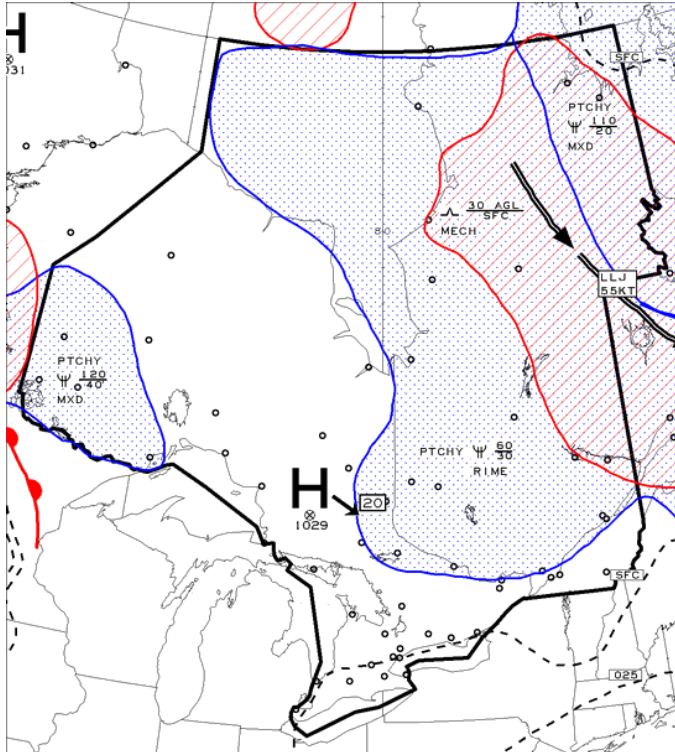 H
031
SFC
PTCHY
110
20
MXD
30 AGL
SFC
MECH
80
LLJ
55KT
PTCHY
120
40
MXD
PTCHY 60
30
RIME
H
20
1029
SFC
025